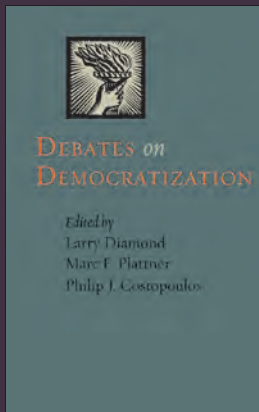 DEBATES on
DEMOCRATIZATION
Edited by
Larry Diamond
Marc F. Plattner
Philip J. Costopoulos